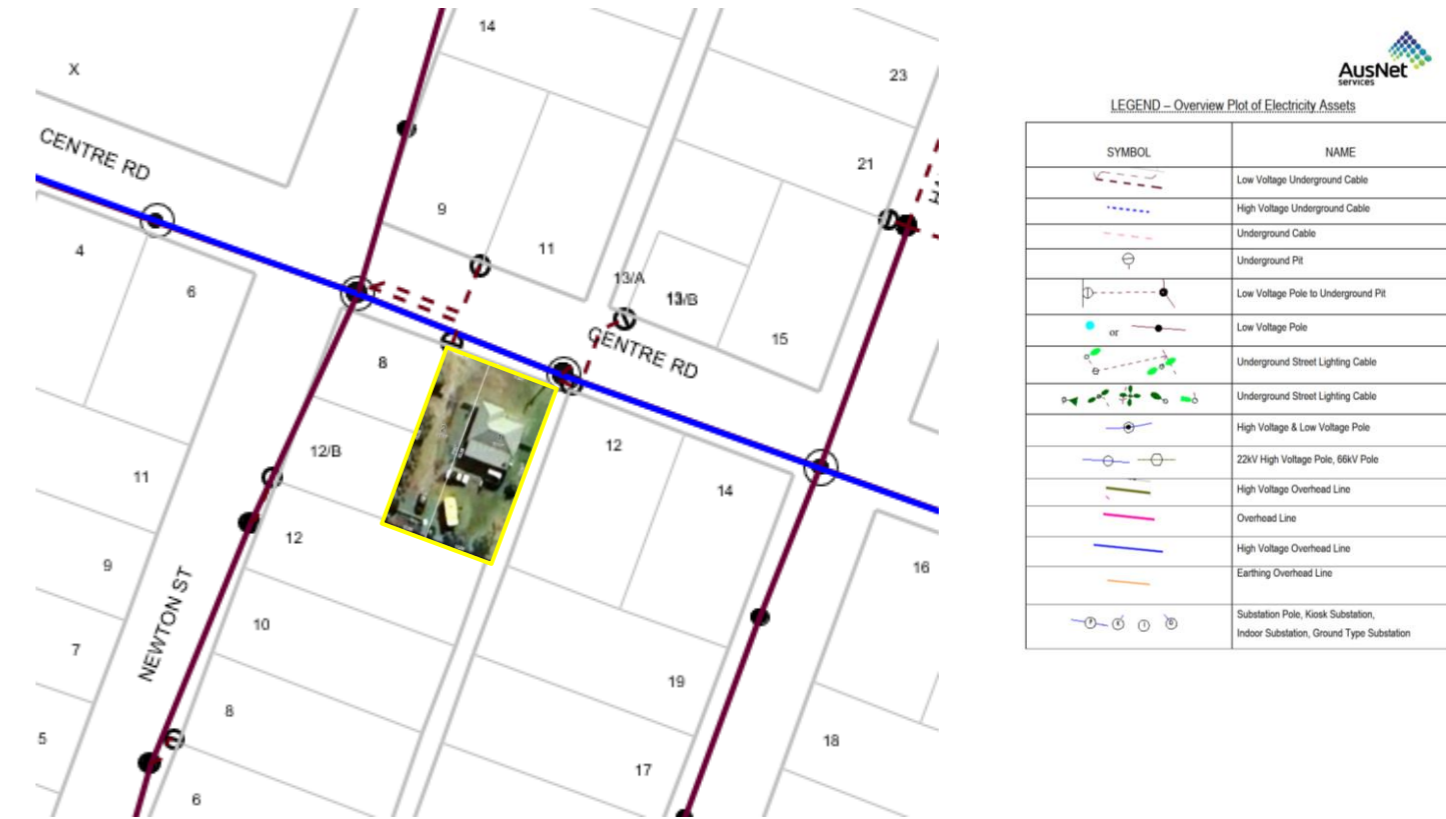 14
X
23
CENTRE RD
21
9
4
11
13/A
13/B
6
CENTRE RD
15
8
12
12/B
14
11
12
9
16
NEWTON ST
10
7
19
8
5
18
17
6
AusNet
services
LEGEND – Overview Plot of Electricity Assets
SYMBOL NAME
Low Voltage Underground Cable
High Voltage Underground Cable
Underground Cable
Underground Pit
Low Voltage Pole to Underground Pit
or Low Voltage Pole
Underground Street Lighting Cable
Underground Street Lighting Cable
High Voltage & Low Voltage Pole
22kV High Voltage Pole, 66kV Pole
High Voltage Overhead Line
Overhead Line
High Voltage Overhead Line
Earthing Overhead Line
P K I G Substation Pole, Kiosk Substation,
Indoor Substation, Ground Type Substation